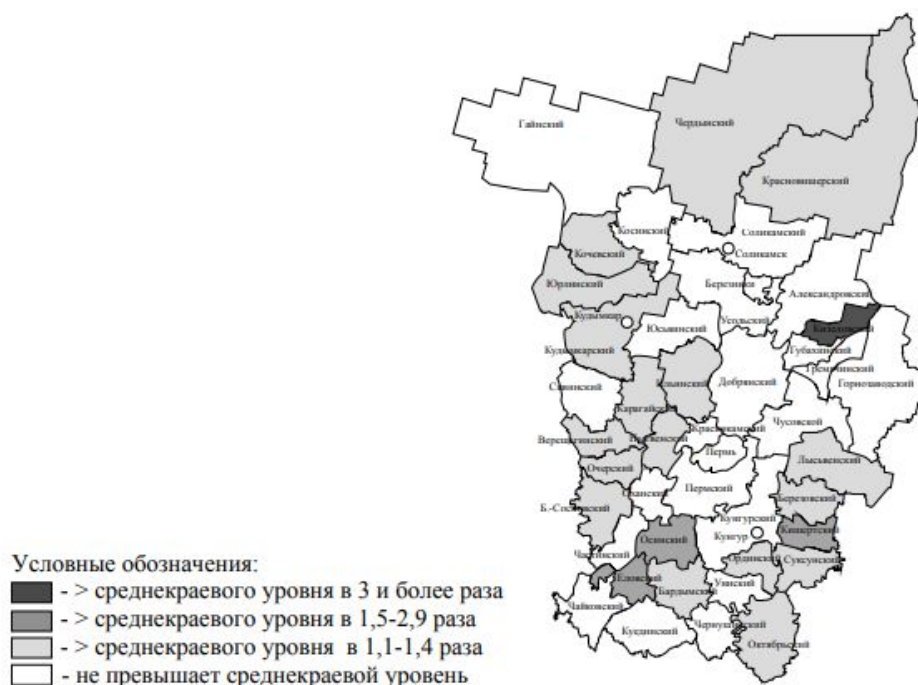 Гайнский
Чердынский
Красновишерский
Косинский
Соликамский
Кочевский
Соликамск
Юрлинский
Березники
Александровский
Кудымкар
Усольский
Юсьвинский
Кизеловский
Кудымкарский
Губахинский
Гремячинский
Сивинский
Ильинский
Добрянский
Горнозаводский
Карагайский
Чусовской
Краснокамский
Верещагинский
Пермь
Лысьвенский
Очерский
Пермский
Березовский
Оханский
Б.-Сосновский
Кунгурский
Кишертский
Кунгур
Осинский
Частинский
Ординский
Суксунский
Еловский
Уинский
Бардымский
Чайковский
Куединский
Чернушинский
Октябрьский
Условные обозначения:
- > среднекраевого уровня в 3 и более раза
- > среднекраевого уровня в 1,5-2,9 раза
- > среднекраевого уровня в 1,1-1,4 раза
- не превышает среднекраевой уровень